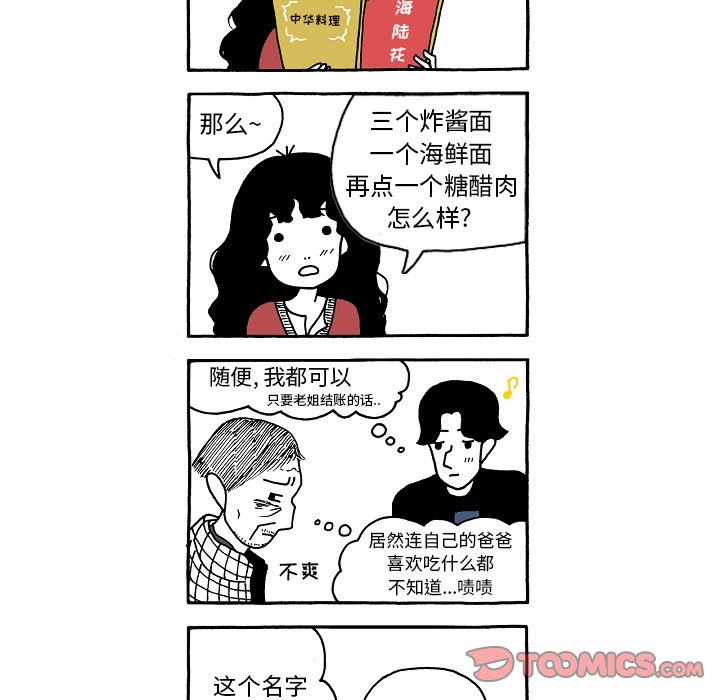 中华料理
海陆花
那么~
三个炸酱面
一个海鲜面
再点一个糖醋肉
怎么样?
随便,我都可以
只要老姐结账的话..
居然连自己的爸爸
喜欢吃什么都
不知道...啧啧
不爽
这个名字
TOOMICS.COM